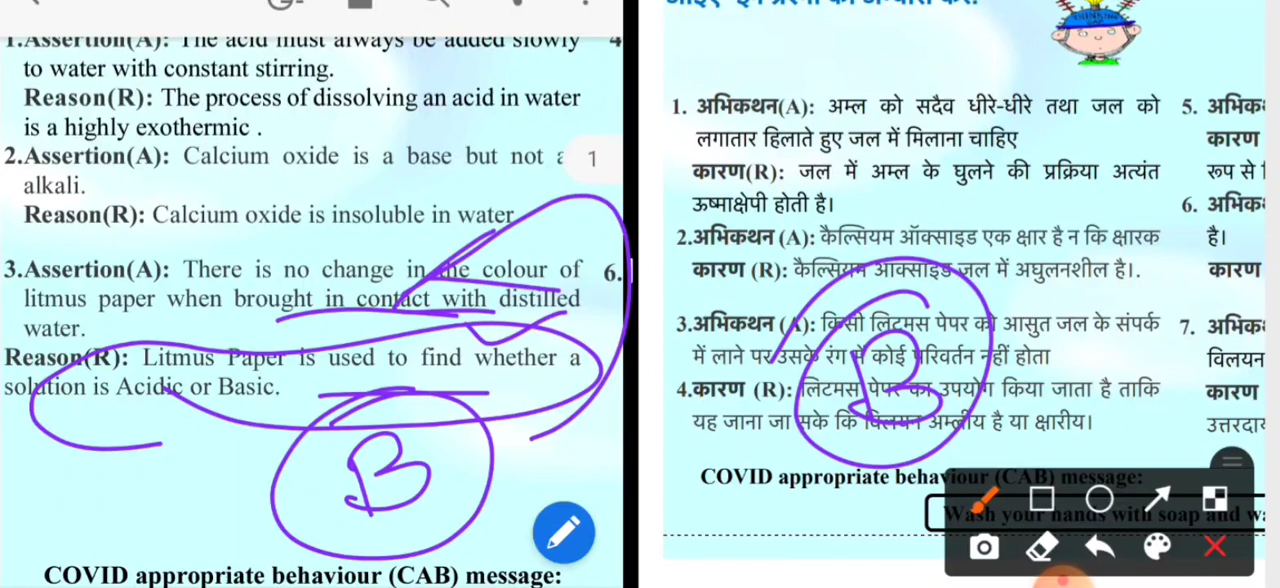 1.Assertion(A): The acid must always be added slowly
to water with constant stirring.
Reason(R): The process of dissolving an acid in water
is a highly exothermic .
2.Assertion(A): Calcium oxide is a base but not
alkali.
Reason(R): Calcium oxide is insoluble in water
3.Assertion(A): There is no change in the colour of
litmus paper when brought in contact with distilled
water.
Reason(R): Litmus Paper is used to find whether a
solution is Acidic or Basic.
B
COVID appropriate behaviour (CAB) message:
4
1
6.
1. अभिकथन(A): अम्ल को सदैव धीरे-धीरे तथा जल को
लगातार हिलाते हुए जल में मिलाना चाहिए
कारण(R): जल में अम्ल के घुलने की प्रक्रिया अत्यंत
ऊष्माक्षेपी होती है।
2.अभिकथन (A): कैल्सियम ऑक्साइड एक क्षार है न कि क्षारक
कारण (R): कैल्सियम ऑक्साइड जल में अघुलनशील है।.
3.अभिकथन (A): किसी लिटमस पेपर को आसुत जल के संपर्क
में लाने पर उसके रंग में कोई परिवर्तन नहीं होता
4.कारण (R): लिटमस पेपर का उपयोग किया जाता है ताकि
यह जाना जा सके कि विलयन अम्लीय है या क्षारीय।
B
COVID appropriate behaviour (CAB) message:
Wash your hands with soap and
5. अभिक
कारण
रूप से
6. अभिक
है।
कारण
7. अभिक
विलयन
कारण
उत्तरदा